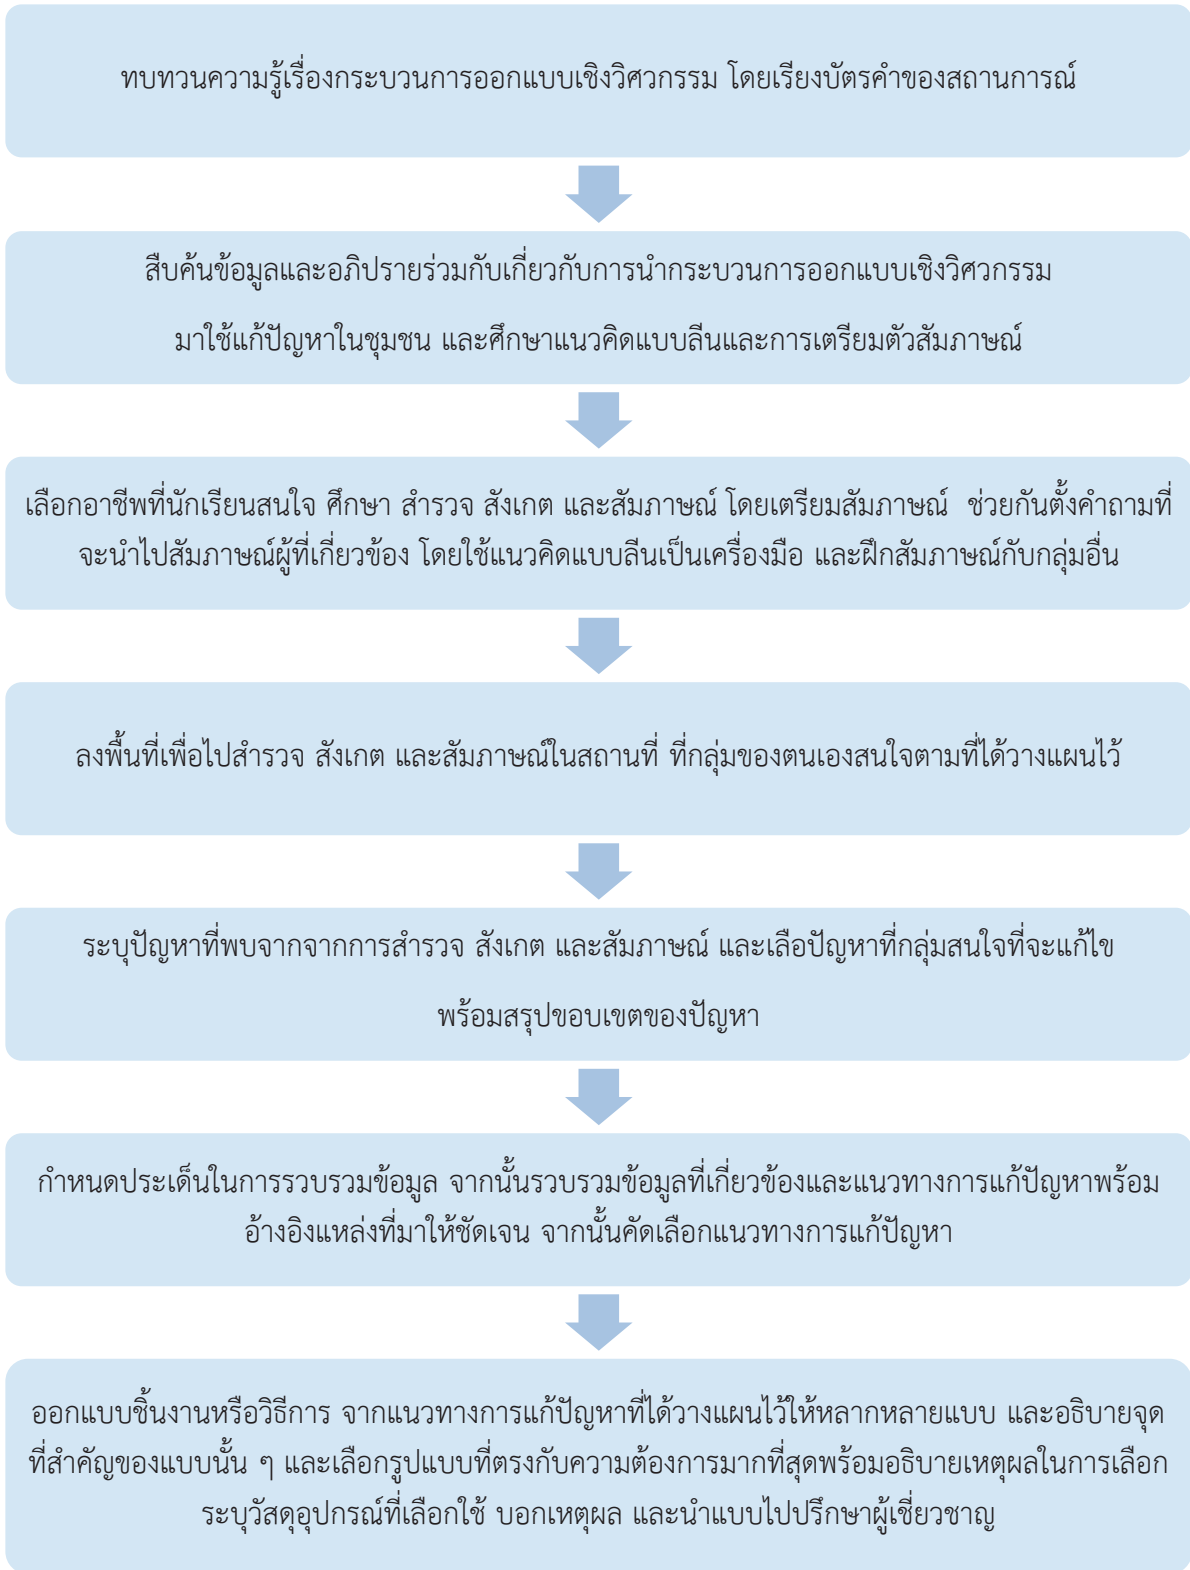 ทบทวนความรู้เรื่องกระบวนการออกแบบเชิงวิศวกรรม โดยเรียงบัตรคำของสถานการณ์
สืบค้นข้อมูลและอภิปรายร่วมกับเกี่ยวกับการนำกระบวนการออกแบบเชิงวิศวกรรม
มาใช้แก้ปัญหาในชุมชน และศึกษาแนวคิดแบบลีนและการเตรียมตัวสัมภาษณ์
เลือกอาชีพที่นักเรียนสนใจ ศึกษา สำรวจ สังเกต และสัมภาษณ์ โดยเตรียมสัมภาษณ์ ช่วยกันตั้งคำถามที่
จะนำไปสัมภาษณ์ผู้ที่เกี่ยวข้อง โดยใช้แนวคิดแบบลีนเป็นเครื่องมือ และฝึกสัมภาษณ์กับกลุ่มอื่น
ลงพื้นที่เพื่อไปสำรวจ สังเกต และสัมภาษณ์ในสถานที่ ที่กลุ่มของตนเองสนใจตามที่ได้วางแผนไว้
ระบุปัญหาที่พบจากจากการสำรวจ สังเกต และสัมภาษณ์ และเลือปัญหาที่กลุ่มสนใจที่จะแก้ไข
พร้อมสรุปขอบเขตของปัญหา
กำหนดประเด็นในการรวบรวมข้อมูล จากนั้นรวบรวมข้อมูลที่เกี่ยวข้องและแนวทางการแก้ปัญหาพร้อม
อ้างอิงแหล่งที่มาให้ชัดเจน จากนั้นคัดเลือกแนวทางการแก้ปัญหา
ออกแบบชิ้นงานหรือวิธีการ จากแนวทางการแก้ปัญหาที่ได้วางแผนไว้ให้หลากหลายแบบ และอธิบายจุด
ที่สำคัญของแบบนั้น ๆ และเลือกรูปแบบที่ตรงกับความต้องการมากที่สุดพร้อมอธิบายเหตุผลในการเลือก
ระบุวัสดุอุปกรณ์ที่เลือกใช้ บอกเหตุผล และนำแบบไปปรึกษาผู้เชี่ยวชาญ